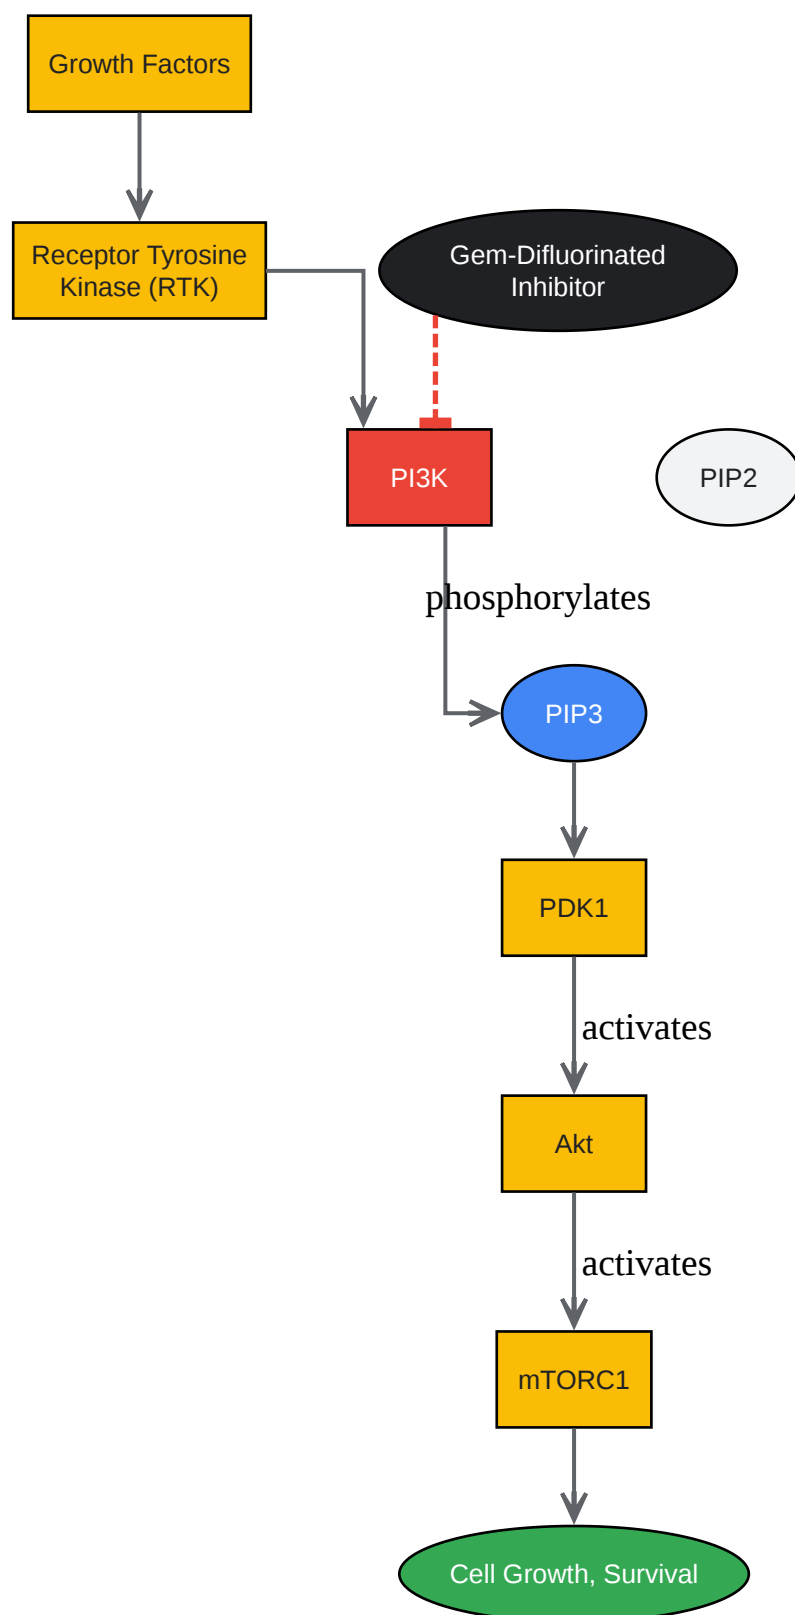 Growth Factors
Receptor Tyrosine
Kinase (RTK)
Gem-Difluorinated
Inhibitor
PI3K
PIP2
phosphorylates
PIP3
PDK1
activates
Akt
activates
mTORC1
Cell Growth, Survival